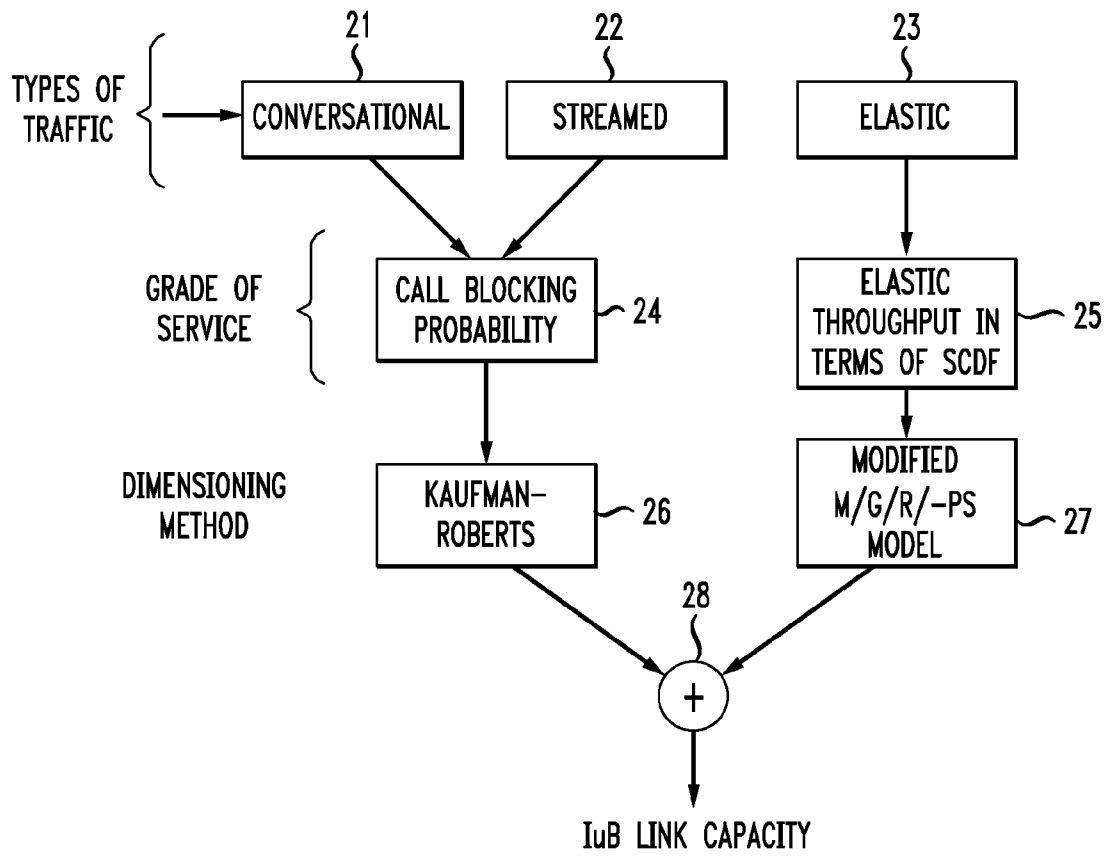 21
22
23
TYPES OF
TRAFFIC
CONVERSATIONAL
STREAMED
ELASTIC
GRADE OF
SERVICE
CALL BLOCKING
PROBABILITY
24
ELASTIC
THROUGHPUT IN
TERMS OF SCDF
25
DIMENSIONING
METHOD
KAUFMAN-
ROBERTS
26
MODIFIED
M/G/R/-PS
MODEL
27
28
+
IuB LINK CAPACITY